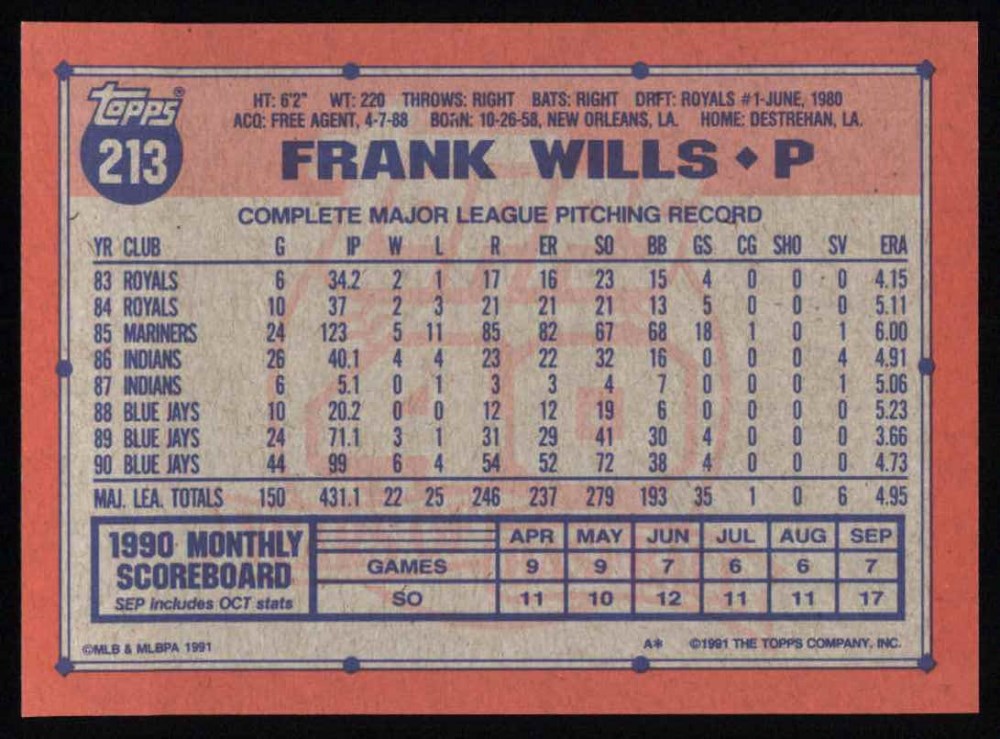 topps®
213
HT: 6'2" WT: 220 THROWS: RIGHT BATS: RIGHT DRFT: ROYALS #1-JUNE, 1980
ACQ: FREE AGENT, 4-7-88 BORN: 10-26-58, NEW ORLEANS, LA. HOME: DESTREHAN, LA.
FRANK WILLS ♦ P
COMPLETE MAJOR LEAGUE PITCHING RECORD
YR CLUB G IP W L R ER SO BB GS CG SHO SV ERA
83 ROYALS 6 34.2 2 1 17 16 23 15 4 0 0 0 4.15
84 ROYALS 10 37 2 3 21 21 21 13 5 0 0 0 5.11
85 MARINERS 24 123 5 11 85 82 67 68 18 1 0 1 6.00
86 INDIANS 26 40.1 4 4 23 22 32 16 0 0 0 4 4.91
87 INDIANS 6 5.1 0 1 3 3 4 7 0 0 0 1 5.06
88 BLUE JAYS 10 20.2 0 0 12 12 19 6 0 0 0 0 5.23
89 BLUE JAYS 24 71.1 3 1 31 29 41 30 4 0 0 0 3.66
90 BLUE JAYS 44 99 6 4 54 52 72 38 4 0 0 0 4.73
MAJ. LEA. TOTALS 150 431.1 22 25 246 237 279 193 35 1 0 6 4.95
1990 MONTHLY
SCOREBOARD
SEP includes OCT stats
APR MAY JUN JUL AUG SEP
GAMES 9 9 7 6 6 7
SO 11 10 12 11 11 17
©MLB & MLBPA 1991
A* ©1991 THE TOPPS COMPANY, INC.
40